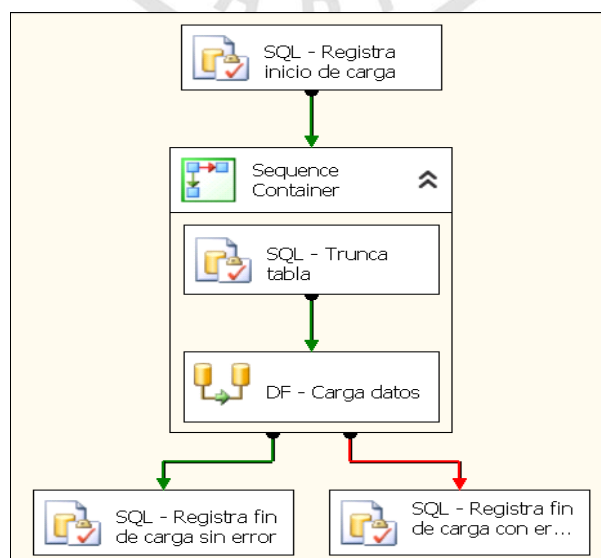 SQL - Registra
inicio de carga
Sequence
Container
SQL - Trunca
tabla
DF - Carga datos
SQL - Registra fin
de carga sin error
SQL - Registra fin
de carga con er...